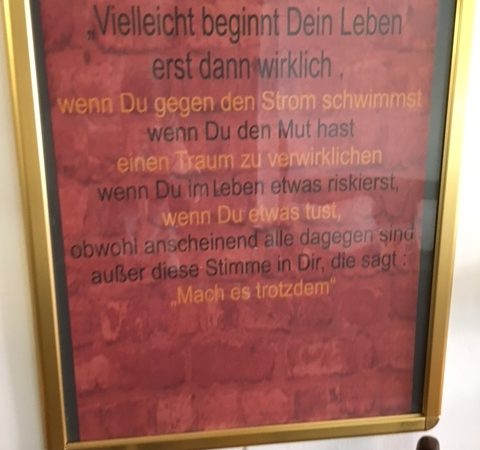 „Vielleicht beginnt Dein Leben
erst dann wirklich ,
wenn Du gegen den Strom schwimmst
wenn Du den Mut hast
einen Traum zu verwirklichen
wenn Du im Leben etwas riskierst,
wenn Du etwas tust,
obwohl anscheinend alle dagegen sind
außer diese Stimme in Dir, die sagt :
„Mach es trotzdem“